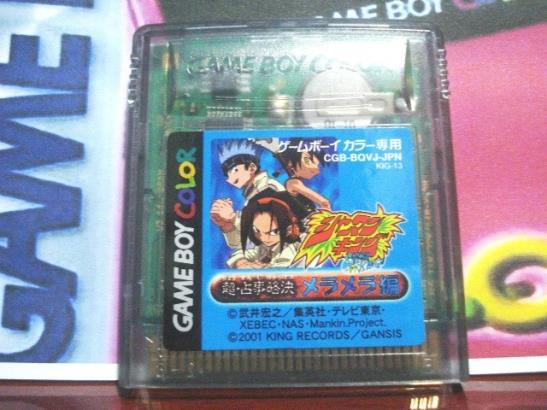 GAME BOY COLOR
GAME BOY COLOR
ゲームボーイ カラー専用
CGB-BQVJ-JPN
KIG-13
シャーマンキング
超・占事略決
メラメラ編
©武井宏之/集英社・テレビ東京・
XEBEC・NAS・Mankin.Project.
©2001 KING RECORDS / GANSIS
GAME BOY COLOR
GAME